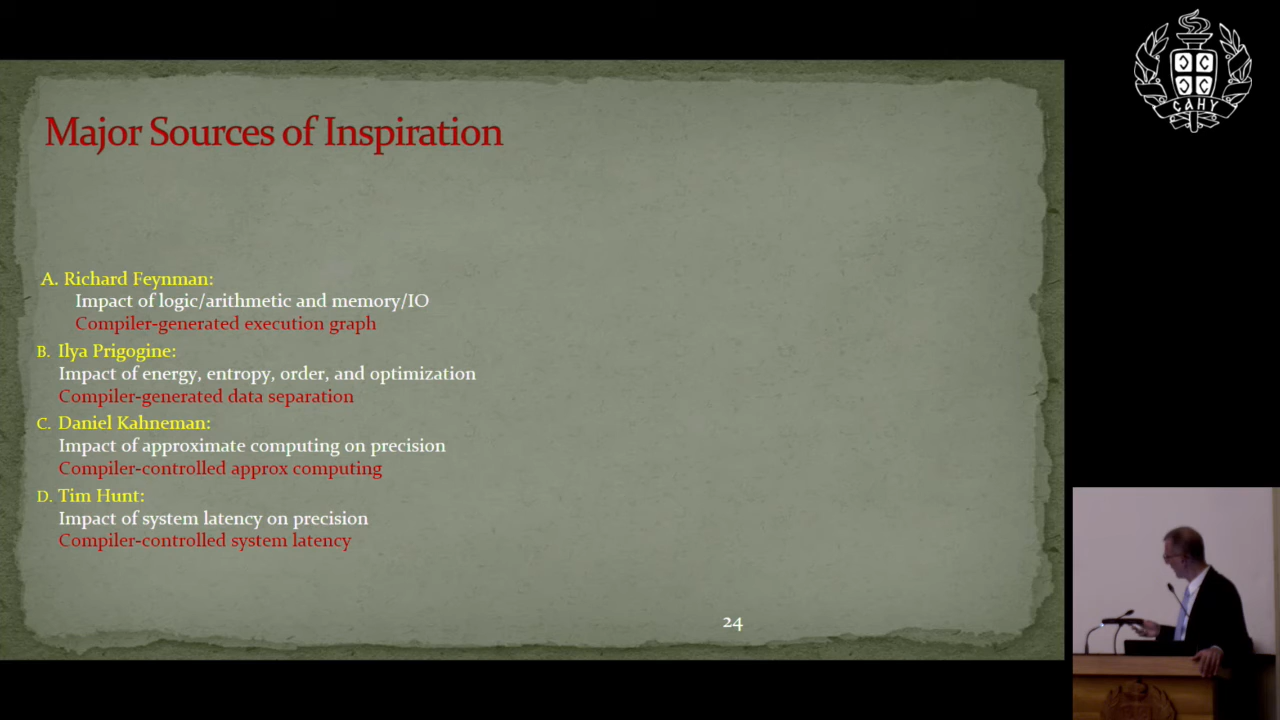 Major Sources of Inspiration
A. Richard Feynman:
Impact of logic/arithmetic and memory/IO
Compiler-generated execution graph
B. Ilya Prigogine:
Impact of energy, entropy, order, and optimization
Compiler-generated data separation
C. Daniel Kahneman:
Impact of approximate computing on precision
Compiler-controlled approx computing
D. Tim Hunt:
Impact of system latency on precision
Compiler-controlled system latency
24
САНУ